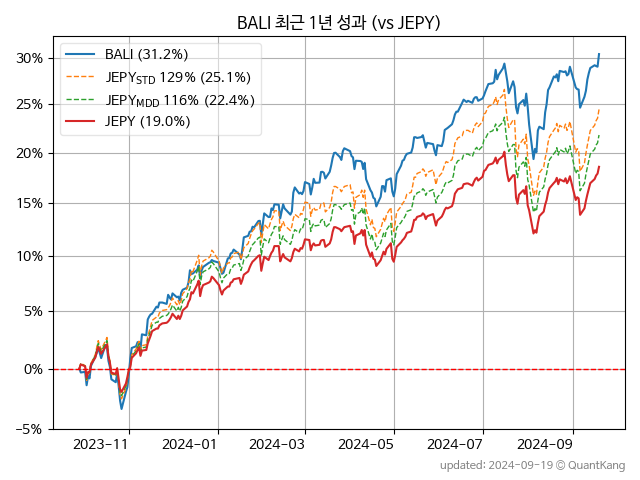 BALI 최근 1년 성과 (vs JEPY)
BALI (31.2%)
JEPY_STD 129% (25.1%)
JEPY_MDD 116% (22.4%)
JEPY (19.0%)
30%
25%
20%
15%
10%
5%
0%
−5%
2023−11 2024−01 2024−03 2024−05 2024−07 2024−09
updated: 2024−09−19 © QuantKang